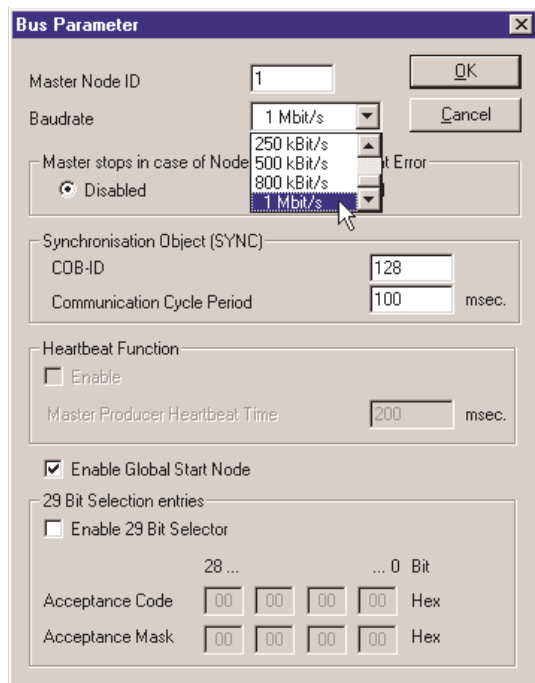 Bus Parameter
Master Node ID 1 OK
Baudrate 1 Mbit/s Cancel
250 kBit/s
500 kBit/s
800 kBit/s
1 Mbit/s
Master stops in case of Node Error
Disabled
Synchronisation Object (SYNC)
COB-ID 128
Communication Cycle Period 100 msec.
Heartbeat Function
Enable
Master Producer Heartbeat Time 200 msec.
Enable Global Start Node
29 Bit Selection entries
Enable 29 Bit Selector
28 ... ... 0 Bit
Acceptance Code 00 00 00 00 Hex
Acceptance Mask 00 00 00 00 Hex